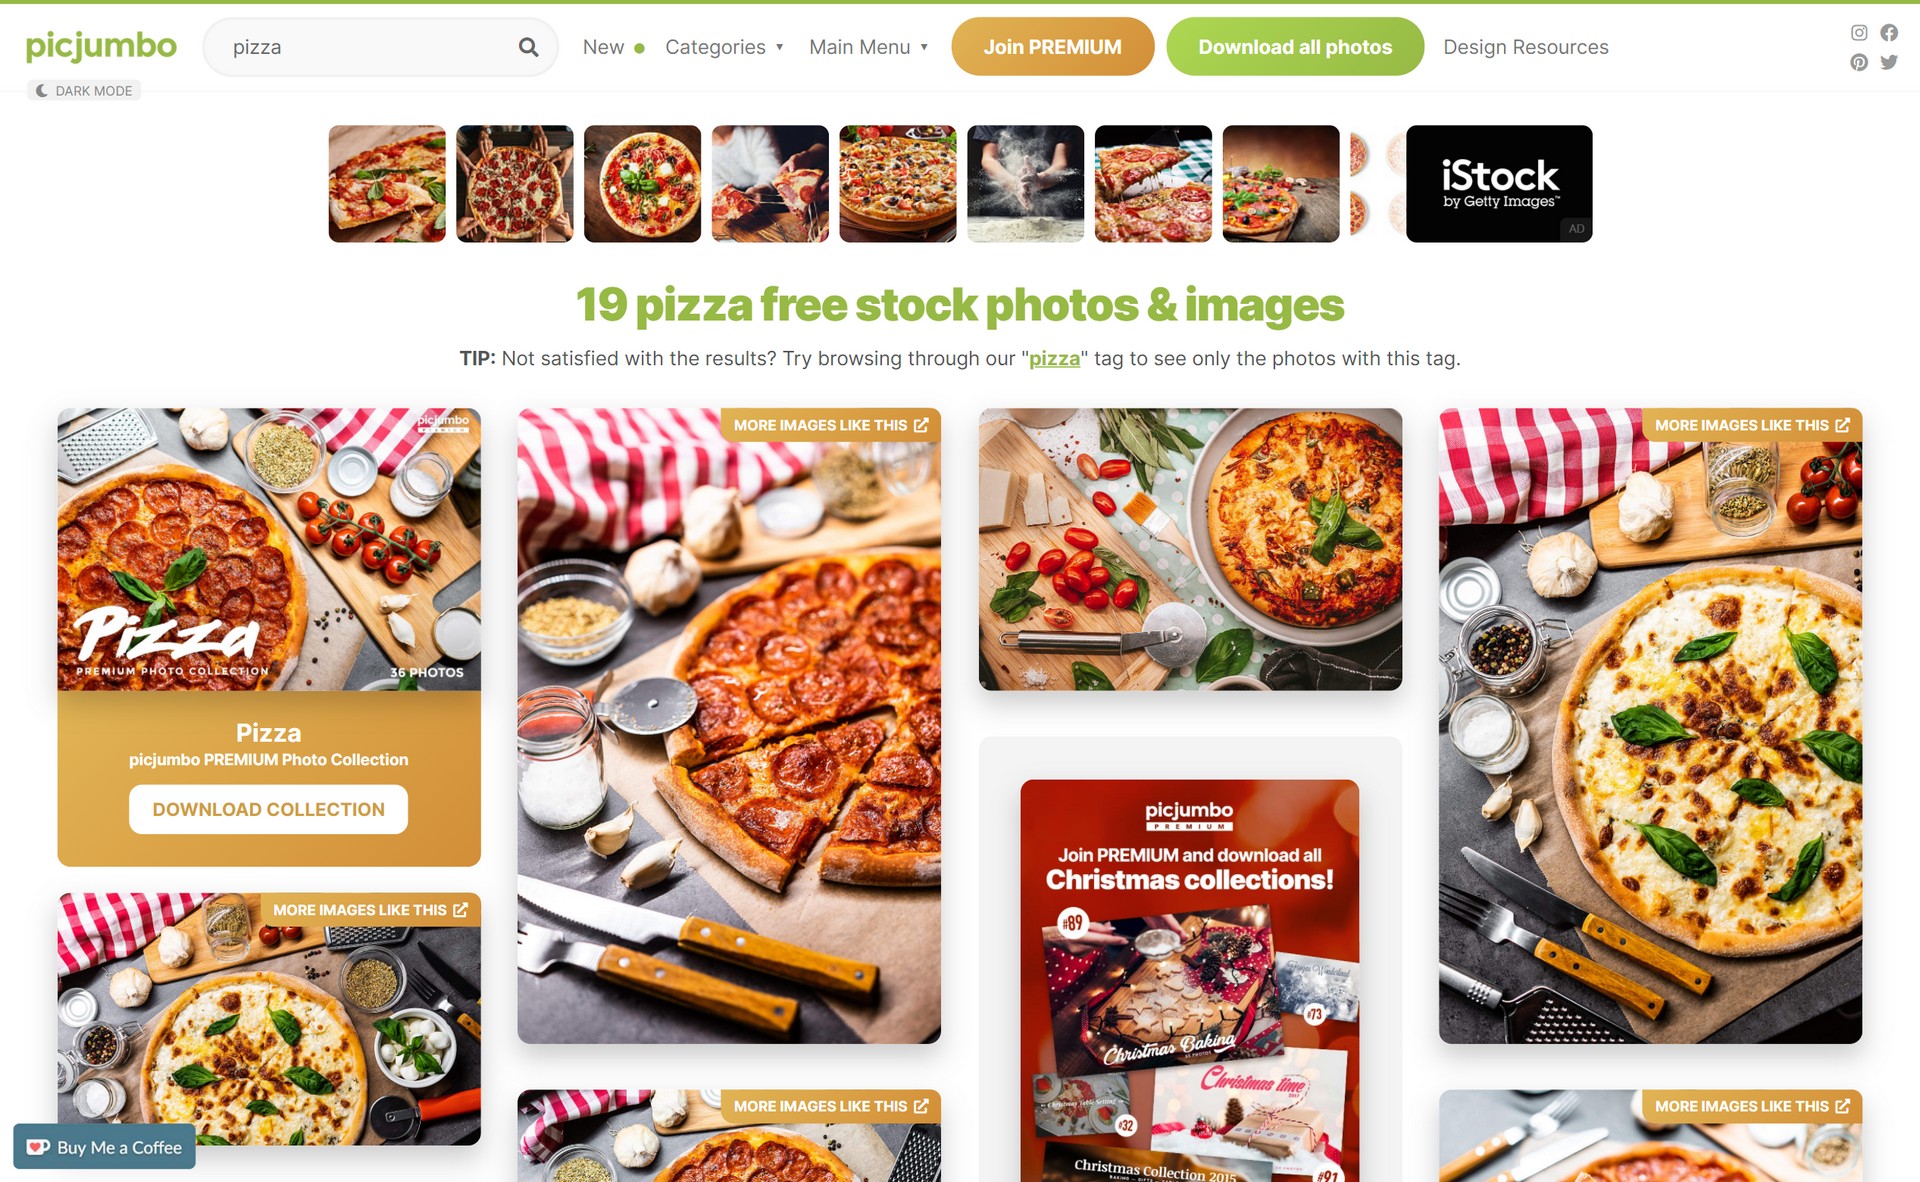 picjumbo
pizza
New
Categories
Main Menu
Join PREMIUM
Download all photos
Design Resources
DARK MODE
iStock
by Getty Images™
AD
19 pizza free stock photos & images
TIP: Not satisfied with the results? Try browsing through our "pizza" tag to see only the photos with this tag.
picjumbo
Pizza
PREMIUM PHOTO COLLECTION
36 PHOTOS
Pizza
picjumbo PREMIUM Photo Collection
DOWNLOAD COLLECTION
MORE IMAGES LIKE THIS
MORE IMAGES LIKE THIS
MORE IMAGES LIKE THIS
picjumbo
PREMIUM
Join PREMIUM and download all
Christmas collections!
#89
#73
Christmas Baking
Christmas time
2017
Christmas Table Setting
#32
Christmas Collection 2015
#91
MORE IMAGES LIKE THIS
MORE IMAGES LIKE THIS
Buy Me a Coffee